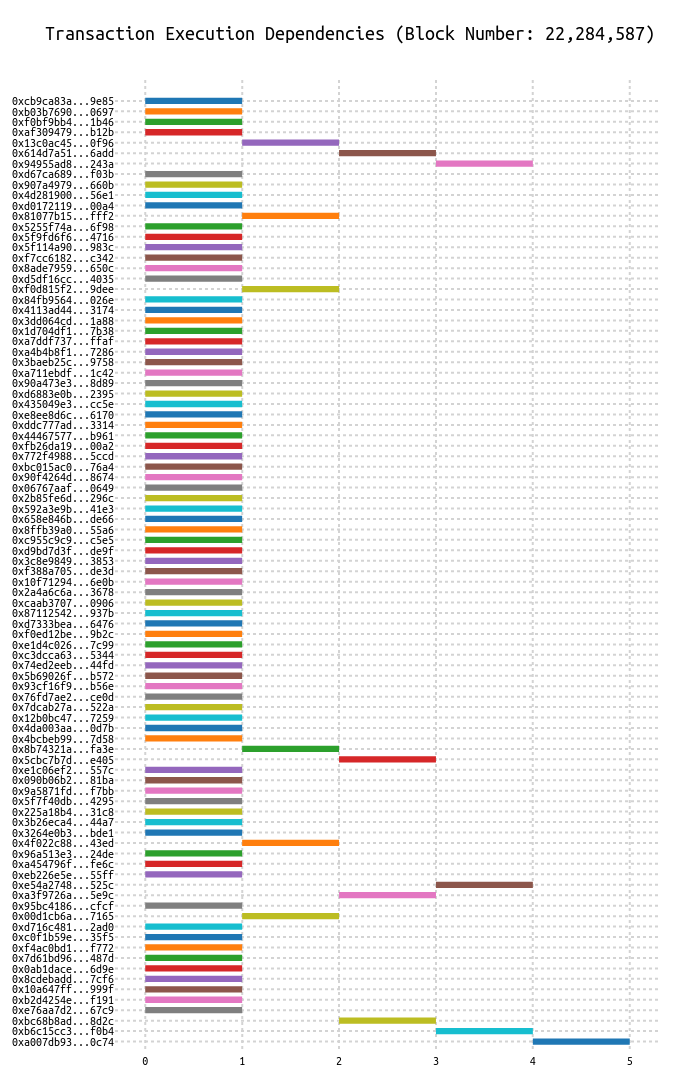 Transaction Execution Dependencies (Block Number: 22,284,587)
0xcb9ca83a...9e85
0xb03b7690...0697
0xf0bf9bb4...1b46
0xaf309479...b12b
0x13c0ac45...0f96
0x614d7a51...6add
0x94955ad8...243a
0xd67ca689...f03b
0x907a4979...660b
0x4d281900...56e1
0xd0172119...00a4
0x81077b15...fff2
0x5255f74a...6f98
0x5f9fd6f6...4716
0x5f114a90...983c
0xf7cc6182...c342
0x8ade7959...650c
0xd5df16cc...4035
0xf0d815f2...9dee
0x84fb9564...026e
0x4113ad44...3174
0x3dd064cd...1a88
0x1d704df1...7b38
0xa7ddf737...ffaf
0xa4b4b8f1...7286
0x3baeb25c...9758
0xa711ebdf...1c42
0x90a473e3...8d89
0xd6883e0b...2395
0x435049e3...cc5e
0xe8ee8d6c...6170
0xddc777ad...3314
0x44467577...b961
0xfb26da19...00a2
0x772f4988...5ccd
0xbc015ac0...76a4
0x90f4264d...8674
0x06767aaf...0649
0x2b85fe6d...296c
0x592a3e9b...41e3
0x658e846b...de66
0x8ffb39a0...55a6
0xc955c9c9...c5e5
0xd9bd7d3f...de9f
0x3c8e9849...3853
0xf388a705...de3d
0x10f71294...6e0b
0x2a4a6c6a...3678
0xcaab3707...0906
0x87112542...937b
0xd7333bea...6476
0xf0ed12be...9b2c
0xe1d4c026...7c99
0xc3dcca63...5344
0x74ed2eeb...44fd
0x5b69026f...b572
0x93cf16f9...b56e
0x76fd7ae2...ce0d
0x7dcab27a...522a
0x12b0bc47...7259
0x4da003aa...0d7b
0x4bcbeb99...7d58
0x8b74321a...fa3e
0x5cbc7b7d...e405
0xe1c06ef2...557c
0x090b06b2...81ba
0x9a5871fd...f7bb
0x5f7f40db...4295
0x225a18b4...31c8
0x3b26eca4...44a7
0x3264e0b3...bde1
0x4f022c88...43ed
0x96a513e3...24de
0xa454796f...fe6c
0xeb226e5e...55ff
0xe54a2748...525c
0xa3f9726a...5e9c
0x95bc4186...cfcf
0x00d1cb6a...7165
0xd716c481...2ad0
0xc0f1b59e...35f5
0xf4ac0bd1...f772
0x7d61bd96...487d
0x0ab1dace...6d9e
0x8cdebadd...7cf6
0x10a647ff...999f
0xb2d4254e...f191
0xe76aa7d2...67c9
0xbc68b8ad...8d2c
0xb6c15cc3...f0b4
0xa007db93...0c74
0 1 2 3 4 5